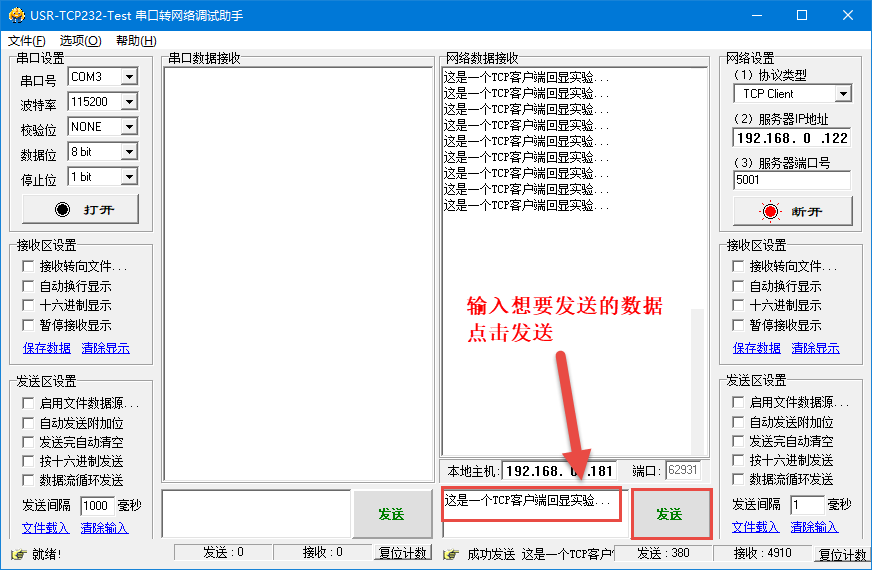 USR-TCP232-Test 串口转网络调试助手
文件(F) 选项(O) 帮助(H)
串口设置
串口号 COM3
波特率 115200
校验位 NONE
数据位 8 bit
停止位 1 bit
打开
接收区设置
接收转向文件...
自动换行显示
十六进制显示
暂停接收显示
保存数据 清除显示
发送区设置
启用文件数据源...
自动发送附加位
发送完自动清空
按十六进制发送
数据流循环发送
发送间隔 1000 毫秒
文件载入 清除输入
就绪!
串口数据接收
发送
发送 : 0 接收 : 0 复位计数
网络数据接收
这是一个TCP客户端回显实验...
这是一个TCP客户端回显实验...
这是一个TCP客户端回显实验...
这是一个TCP客户端回显实验...
这是一个TCP客户端回显实验...
这是一个TCP客户端回显实验...
这是一个TCP客户端回显实验...
这是一个TCP客户端回显实验...
这是一个TCP客户端回显实验...
输入想要发送的数据
点击发送
本地主机: 192.168. .181 端口: 62931
这是一个TCP客户端回显实验...
发送
成功发送 这是一个TCP客户 发送 : 380 接收 : 4910 复位计数
网络设置
(1) 协议类型
TCP Client
(2) 服务器IP地址
192.168. 0 .122
(3) 服务器端口号
5001
断开
接收区设置
接收转向文件...
自动换行显示
十六进制显示
暂停接收显示
保存数据 清除显示
发送区设置
启用文件数据源...
自动发送附加位
发送完自动清空
按十六进制发送
数据流循环发送
发送间隔 1 毫秒
文件载入 清除输入